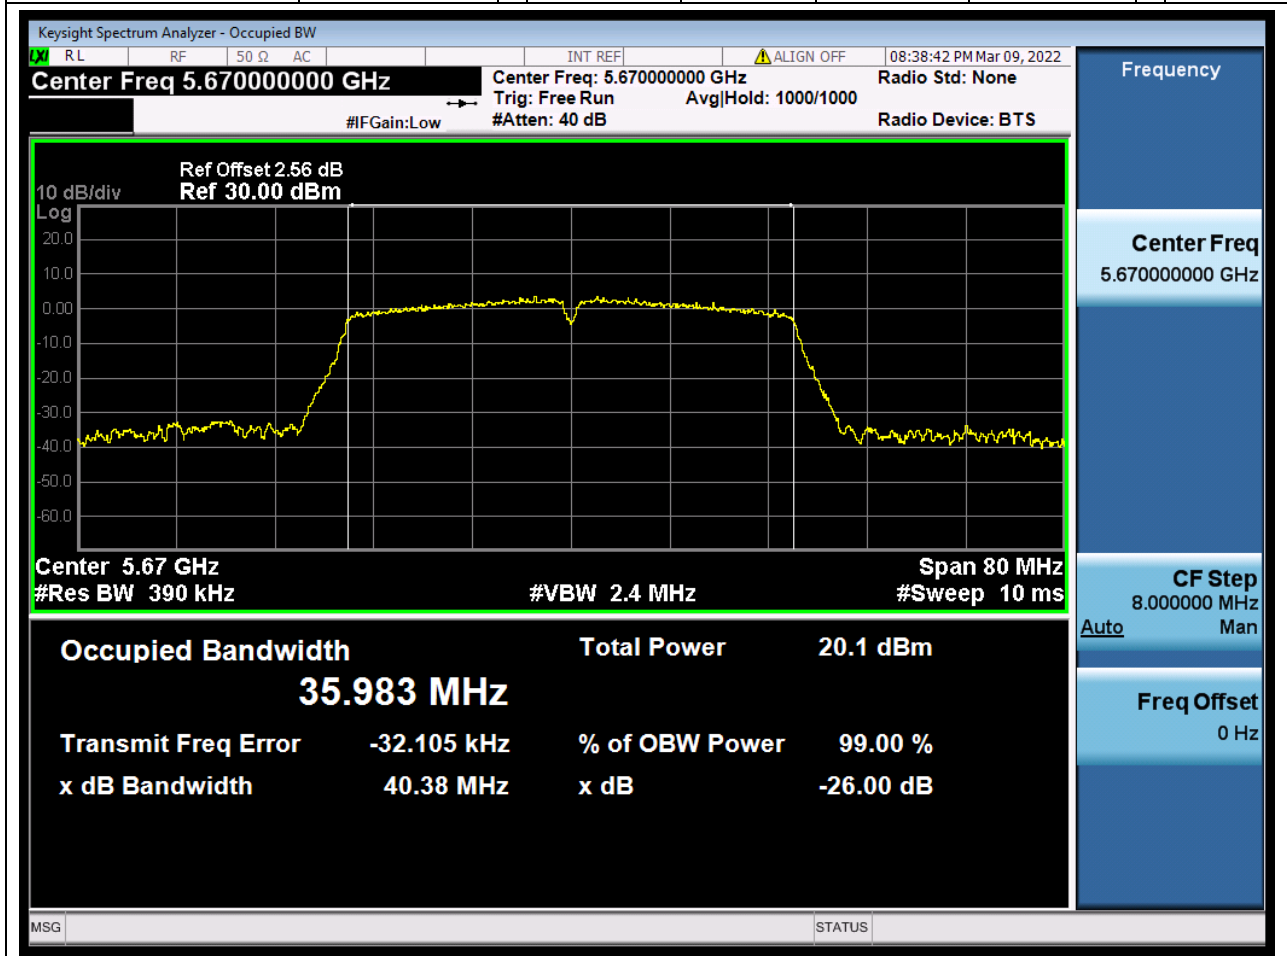 Keysight Spectrum Analyzer - Occupied BW
LXI RL RF 50 Ω AC INT REF ALIGN OFF 08:38:42 PM Mar 09, 2022
Center Freq 5.670000000 GHz
Center Freq: 5.670000000 GHz Radio Std: None
Trig: Free Run Avg|Hold: 1000/1000
#IFGain:Low #Atten: 40 dB Radio Device: BTS
Frequency
Ref Offset 2.56 dB
10 dB/div Ref 30.00 dBm
Log
20.0
10.0
0.00
-10.0
-20.0
-30.0
-40.0
-50.0
-60.0
Center 5.67 GHz Span 80 MHz
#Res BW 390 kHz #VBW 2.4 MHz #Sweep 10 ms
Center Freq
5.670000000 GHz
CF Step
8.000000 MHz
Auto Man
Freq Offset
0 Hz
Occupied Bandwidth Total Power 20.1 dBm
35.983 MHz
Transmit Freq Error -32.105 kHz % of OBW Power 99.00 %
x dB Bandwidth 40.38 MHz x dB -26.00 dB
MSG STATUS